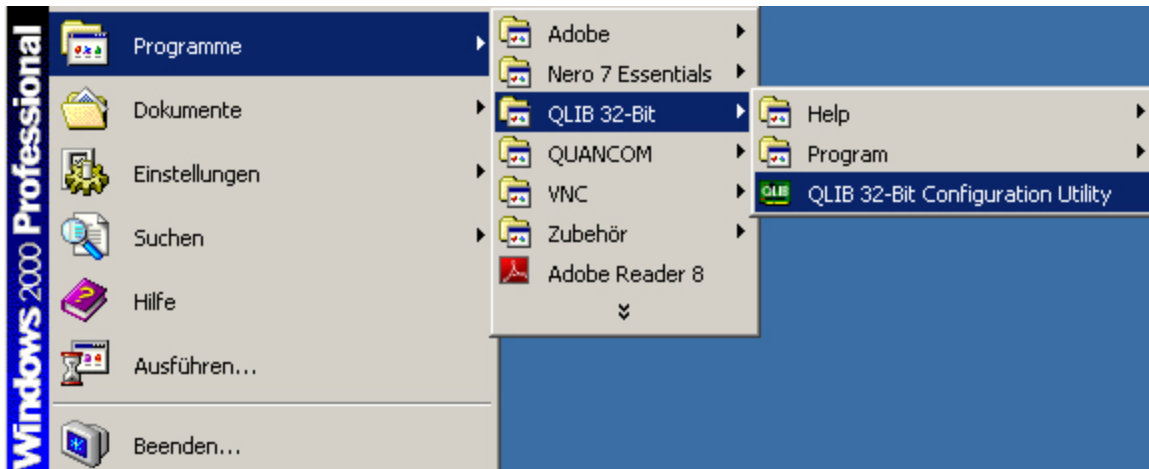 Windows 2000 Professional
Programme
Dokumente
Einstellungen
Suchen
Hilfe
Ausführen...
Beenden...
Adobe
Nero 7 Essentials
QLIB 32-Bit
QUANCOM
VNC
Zubehör
Adobe Reader 8
Help
Program
QLIB QLIB 32-Bit Configuration Utility